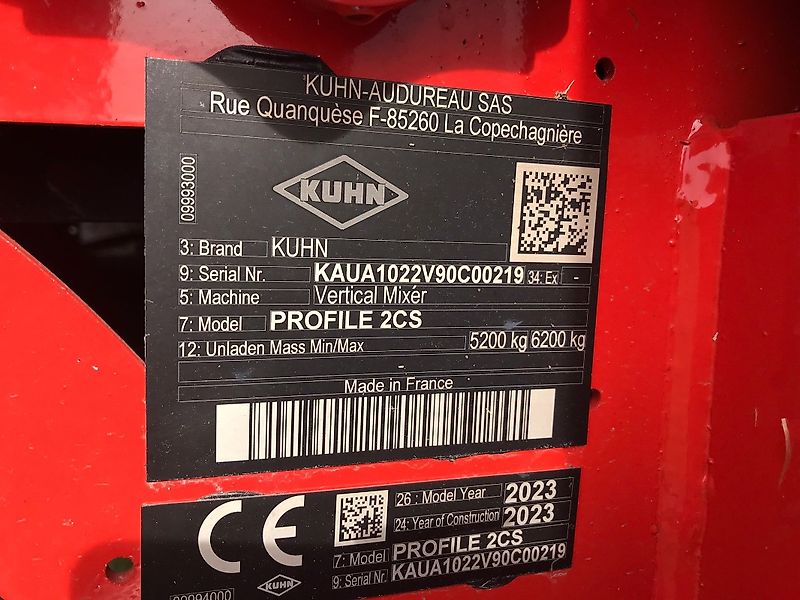 KUHN-AUDUREAU SAS
Rue Quanquèse F-85260 La Copechagnière
09993000
KUHN
3: Brand KUHN
9: Serial Nr. KAUA1022V90C00219 34: Ex -
5: Machine Vertical Mixer
7: Model PROFILE 2CS
12: Unladen Mass Min/Max 5200 kg 6200 kg
Made in France
CE
KUHN
26 : Model Year 2023
24: Year of Construction 2023
7: Model PROFILE 2CS
9: Serial Nr. KAUA1022V90C00219